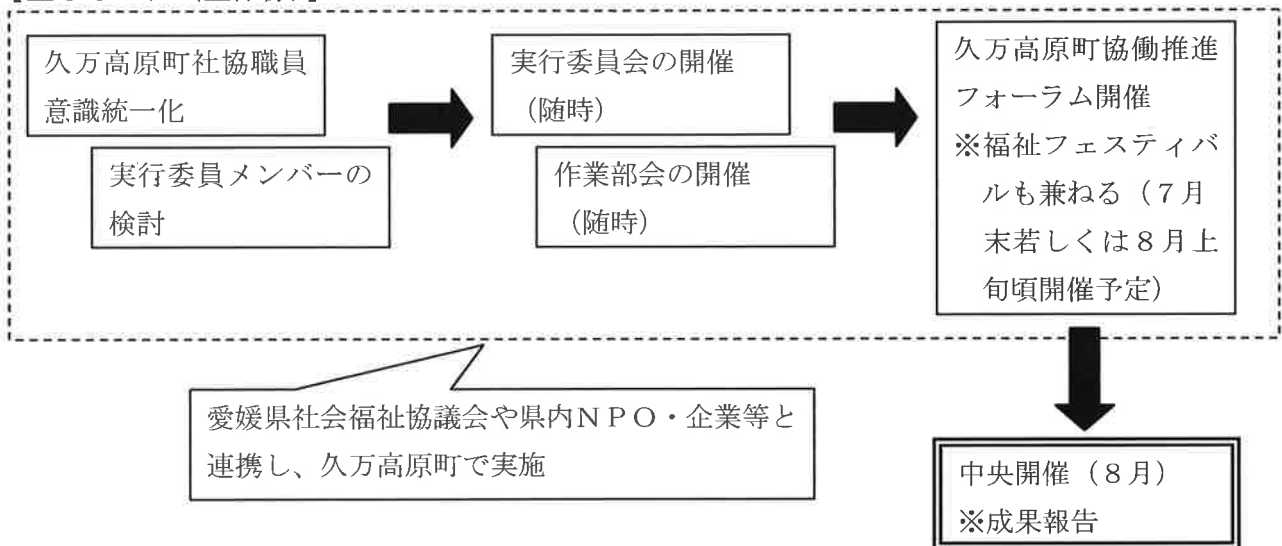 久万高原町社協職員
意識統一化
実行委員メンバーの
検討
実行委員会の開催
（随時）
作業部会の開催
（随時）
久万高原町協働推進
フォーラム開催
※福祉フェスティバ
ルも兼ねる（７月
末若しくは８月上
旬頃開催予定）
愛媛県社会福祉協議会や県内ＮＰＯ・企業等と
連携し、久万高原町で実施
中央開催（８月）
※成果報告